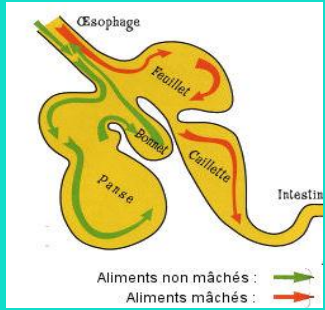 Œsophage
Feuillet
Bonnet
Caillette
Panse
Intestin
Aliments non mâchés :
Aliments mâchés :